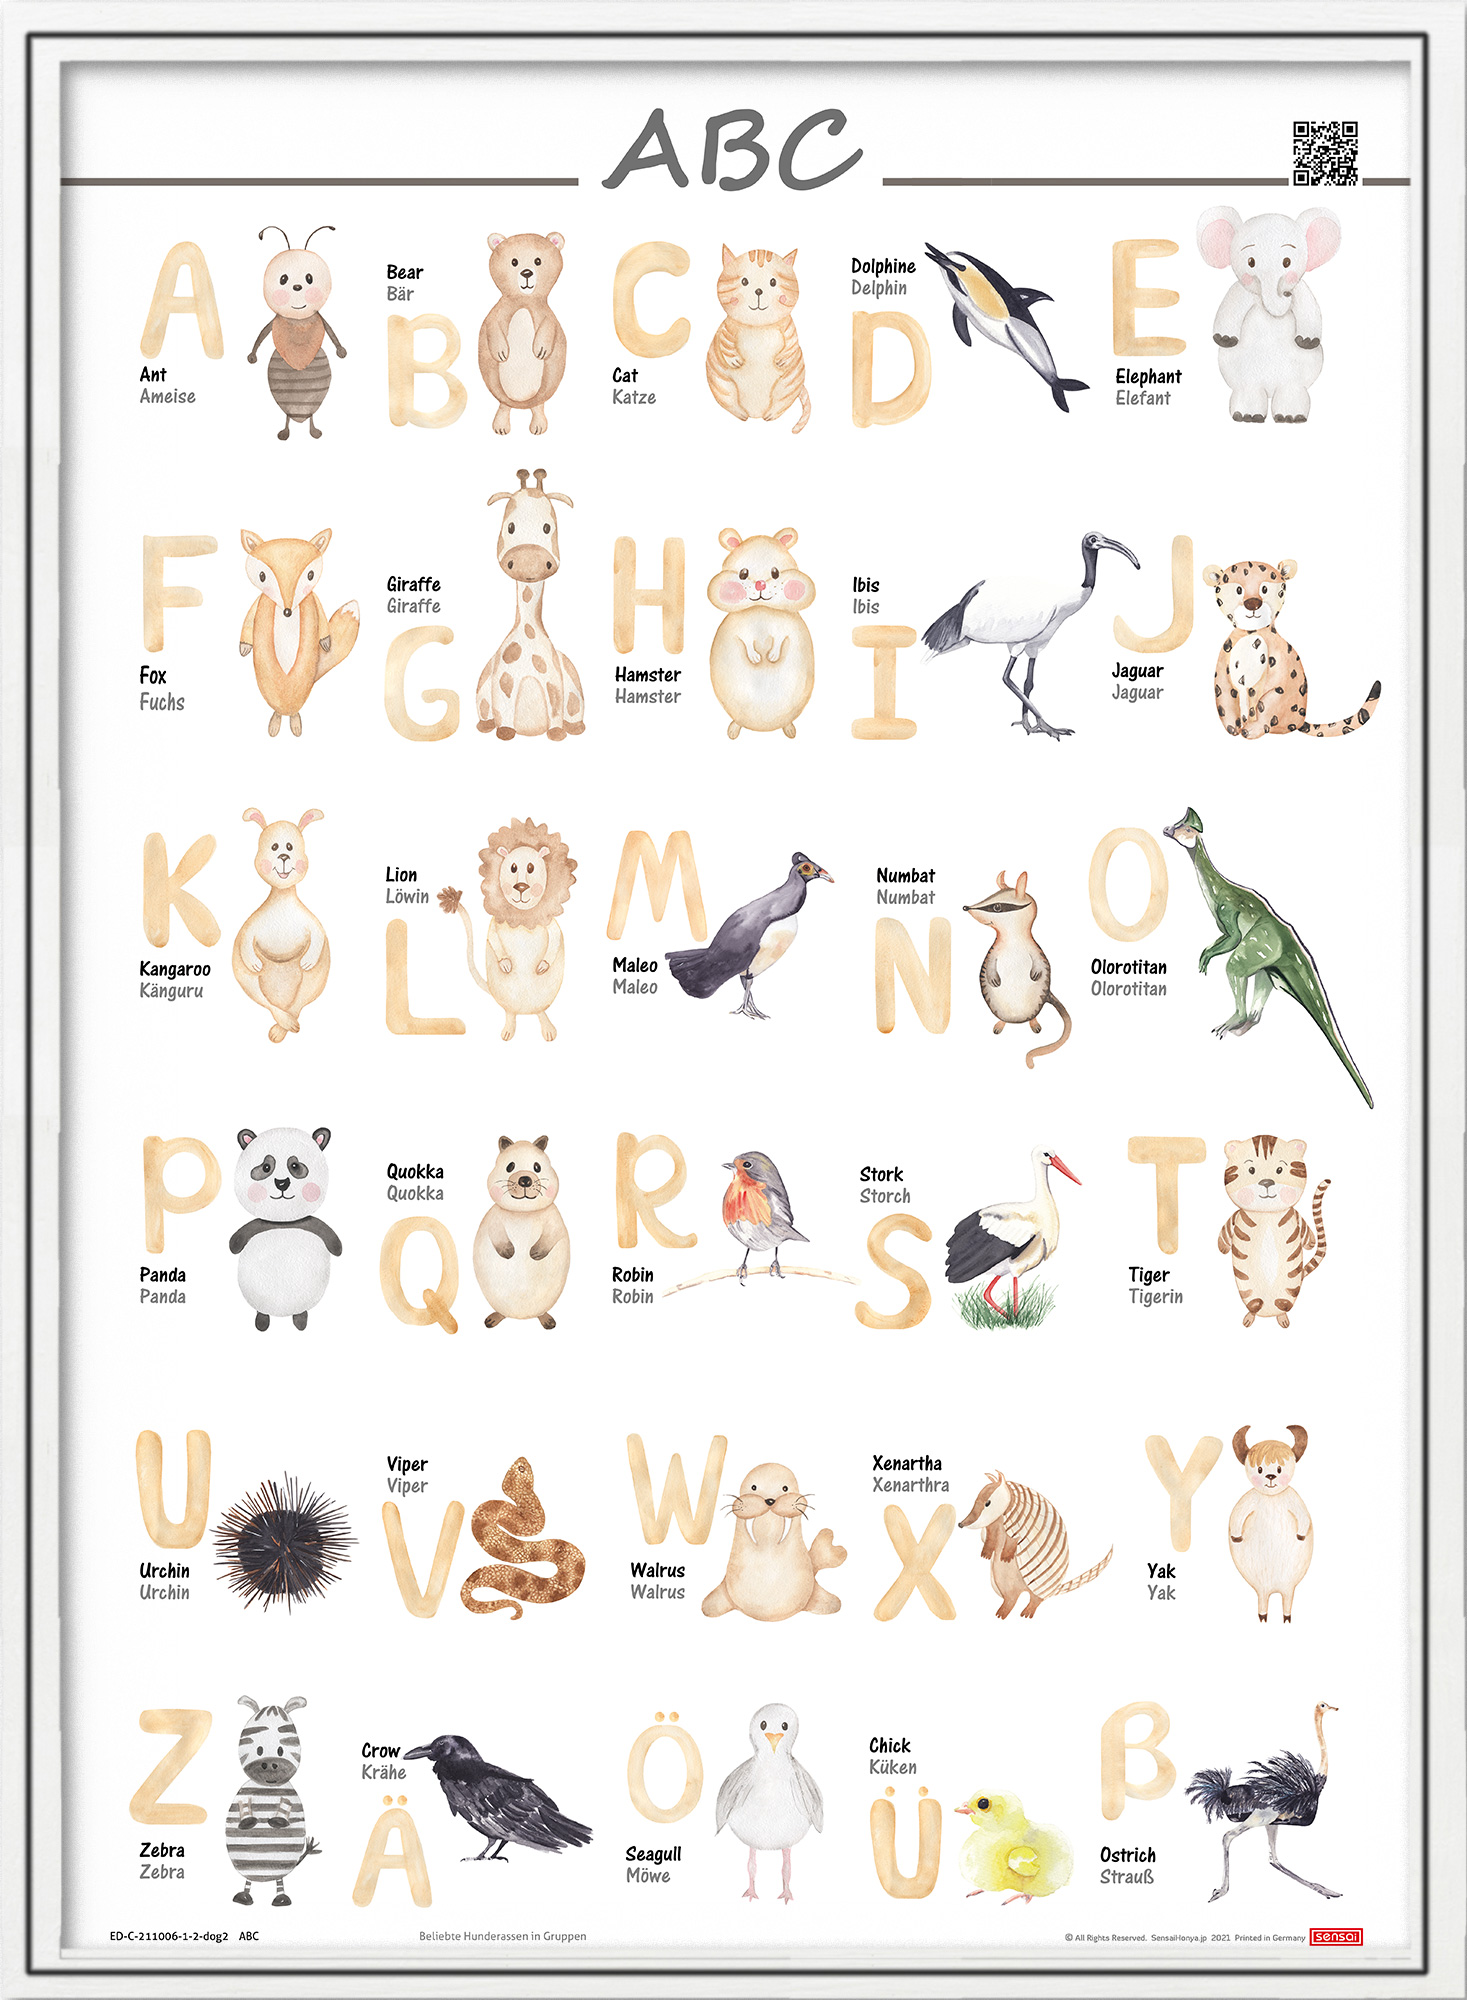 ABC
A
Ant
Ameise
Bear
Bär
B
C
Cat
Katze
Dolphine
Delphin
D
E
Elephant
Elefant
F
Fox
Fuchs
Giraffe
Giraffe
G
H
Hamster
Hamster
Ibis
Ibis
I
J
Jaguar
Jaguar
K
Kangaroo
Känguru
Lion
Löwin
L
M
Maleo
Maleo
Numbat
Numbat
N
O
Olorotitan
Olorotitan
P
Panda
Panda
Quokka
Quokka
Q
R
Robin
Robin
Stork
Storch
S
T
Tiger
Tigerin
U
Urchin
Urchin
Viper
Viper
V
W
Walrus
Walrus
Xenartha
Xenarthra
X
Y
Yak
Yak
Z
Zebra
Zebra
Crow
Krähe
Ä
Ö
Seagull
Möwe
Chick
Küken
Ü
ß
Ostrich
Strauß
ED-C-211006-1-2-dog2 ABC
Beliebte Hunderassen in Gruppen
© All Rights Reserved. SensaiHonya.jp 2021 Printed in Germany
sensai